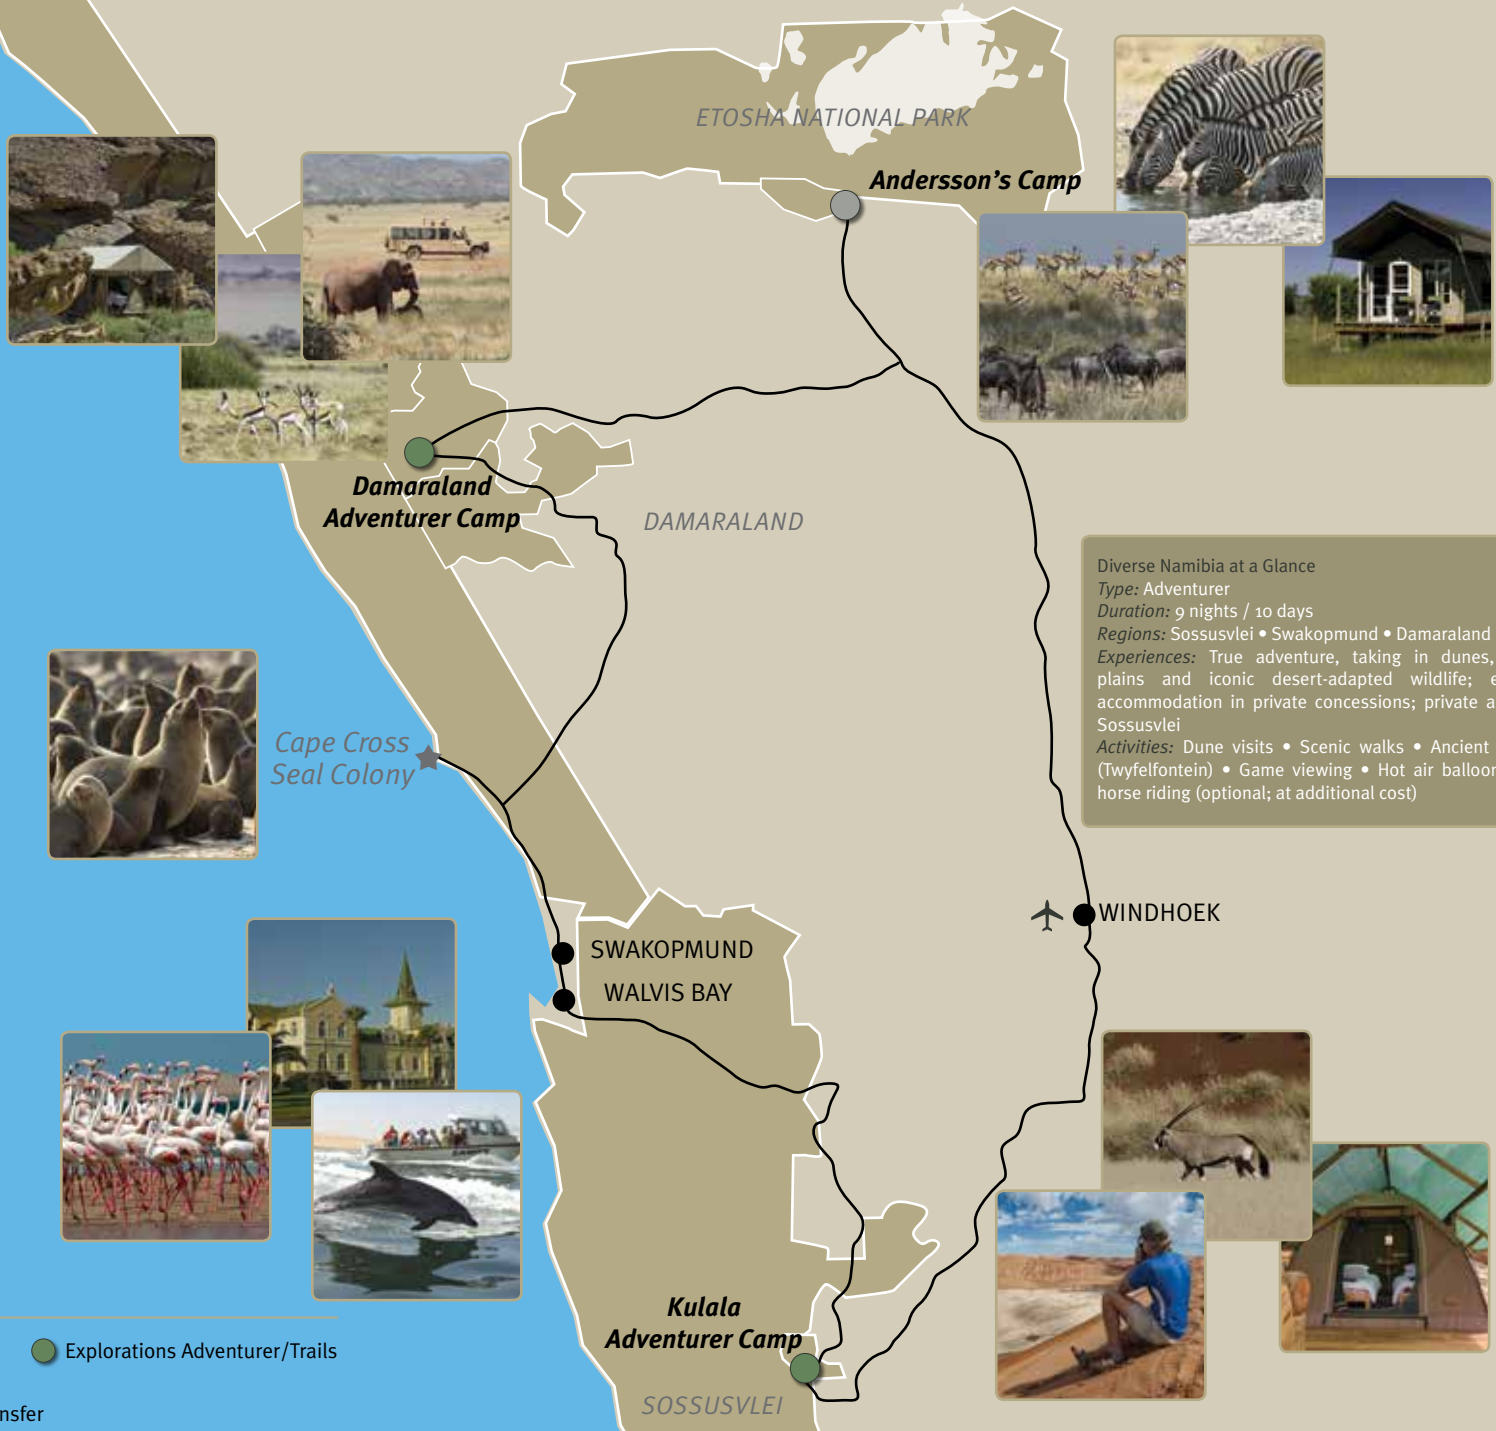 ETOSHA NATIONAL PARK
Andersson's Camp
Damaraland
Adventurer Camp
DAMARALAND
Diverse Namibia at a Glance
Type: Adventurer
Duration: 9 nights / 10 days
Regions: Sossusvlei • Swakopmund • Damaraland
Experiences: True adventure, taking in dunes,
plains and iconic desert-adapted wildlife;
accommodation in private concessions; private
Sossusvlei
Activities: Dune visits • Scenic walks • Ancient
(Twyfelfontein) • Game viewing • Hot air balloon
horse riding (optional; at additional cost)
Cape Cross
Seal Colony
WINDHOEK
SWAKOPMUND
WALVIS BAY
Kulala
Adventurer Camp
Explorations Adventurer/Trails
SOSSUSVLEI